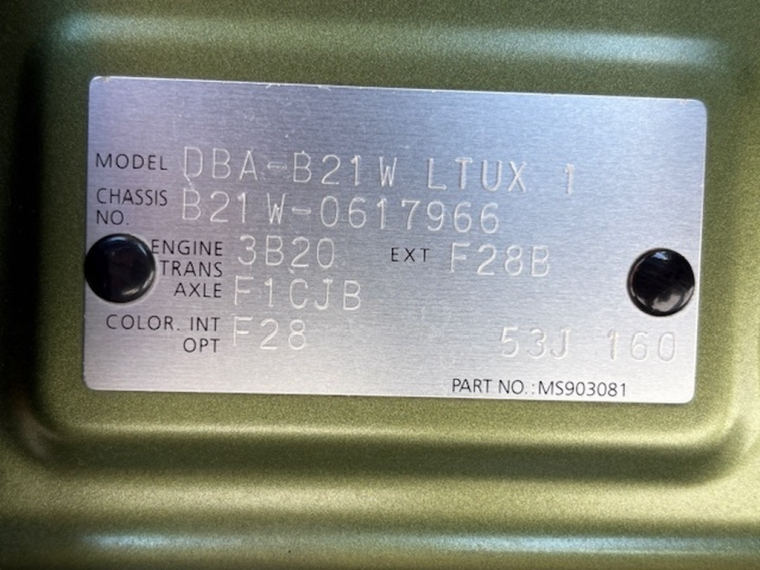 MODEL DBA-B21W LTUX 1
CHASSIS NO. B21W-0617966
ENGINE 3B20 EXT F28B
TRANS AXLE F1CJB
COLOR. INT F28
OPT 53J 160
PART NO.:MS903081